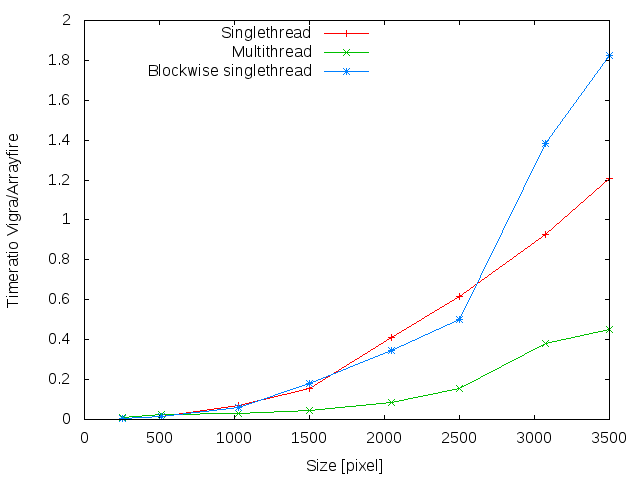 Singlethread
Multithread
Blockwise singlethread
2
1.8
1.6
1.4
1.2
1
0.8
0.6
0.4
0.2
0
Timeratio Vigra/Arrayfire
0 500 1000 1500 2000 2500 3000 3500
Size [pixel]